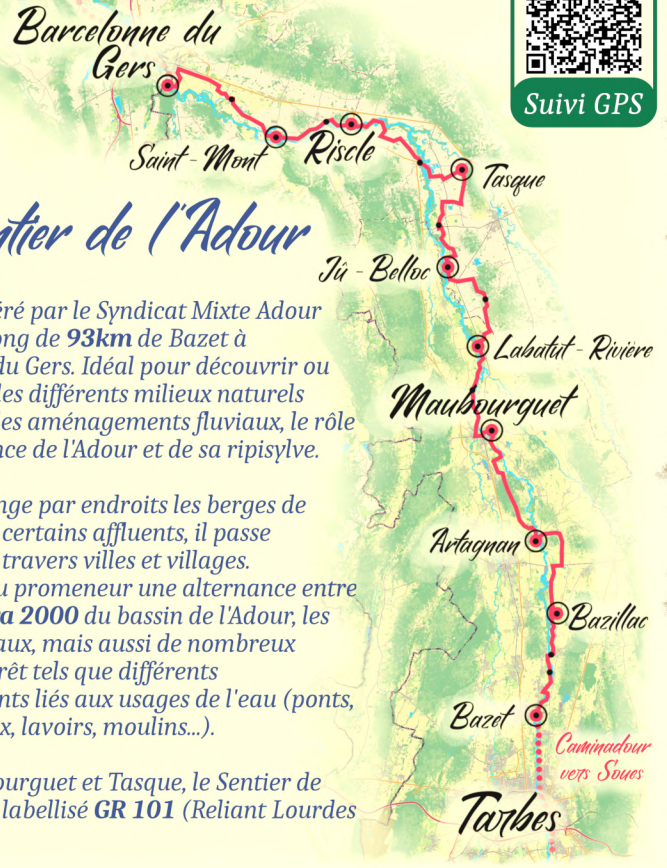 Barcelonne du
Gers
Suivi GPS
Saint - Mont
Riscle
Tasque
tier de l'Adour
Jû - Belloc
éré par le Syndicat Mixte Adour
ong de 93km de Bazet à
du Gers. Idéal pour découvrir ou
les différents milieux naturels
es aménagements fluviaux, le rôle
nce de l'Adour et de sa ripisylve.
Labatut - Rivière
Maubourguet
nge par endroits les berges de
certains affluents, il passe
travers villes et villages.
u promeneur une alternance entre
a 2000 du bassin de l'Adour, les
aux, mais aussi de nombreux
rêt tels que différents
nts liés aux usages de l'eau (ponts,
x, lavoirs, moulins...).
Artagnan
Bazillac
Bazet
Caminadour
vers Soues
ourguet et Tasque, le Sentier de
labellisé GR 101 (Reliant Lourdes
Tarbes